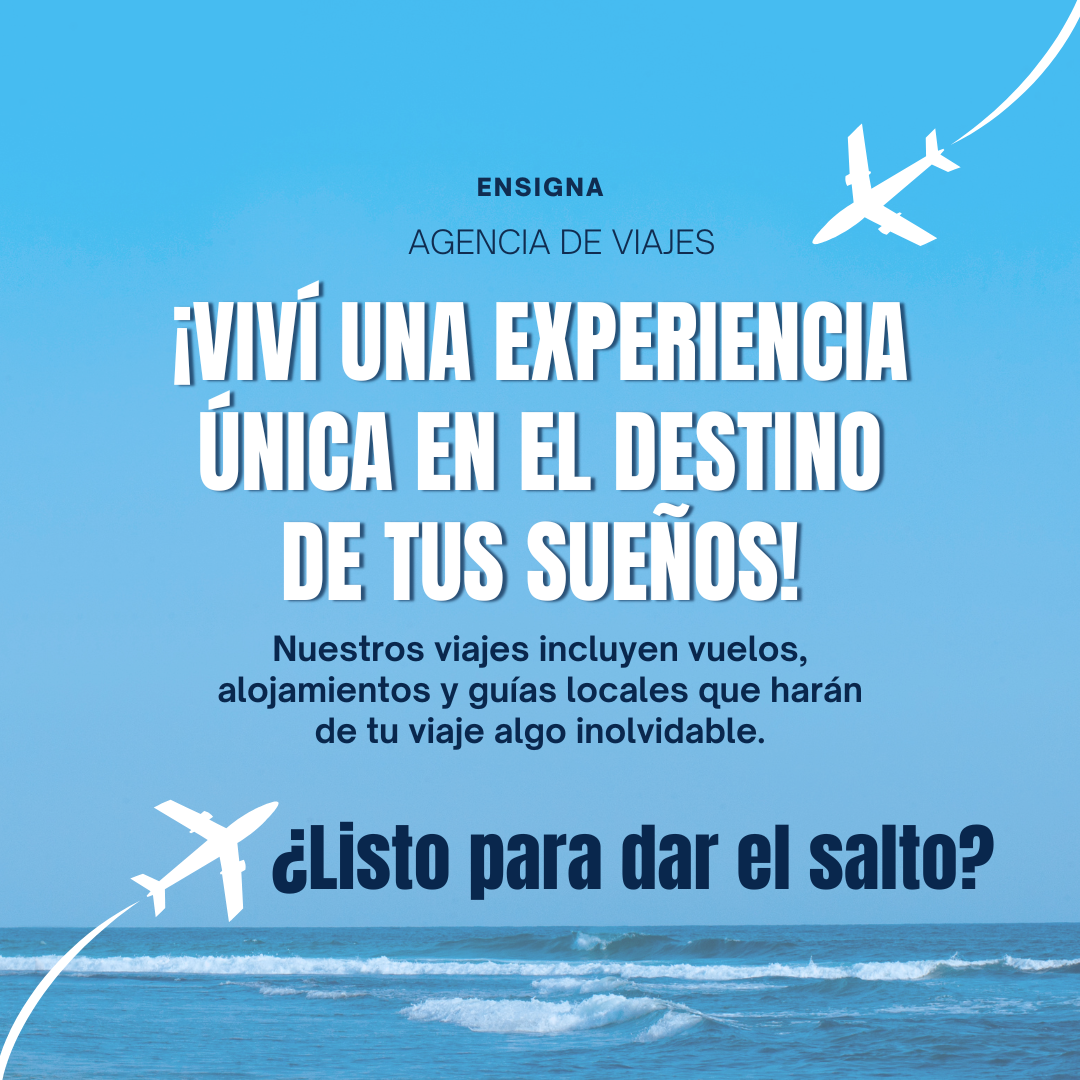 ENSIGNA
AGENCIA DE VIAJES
¡VIVÍ UNA EXPERIENCIA
ÚNICA EN EL DESTINO
DE TUS SUEÑOS!
Nuestros viajes incluyen vuelos,
alojamientos y guías locales que harán
de tu viaje algo inolvidable.
¿Listo para dar el salto?